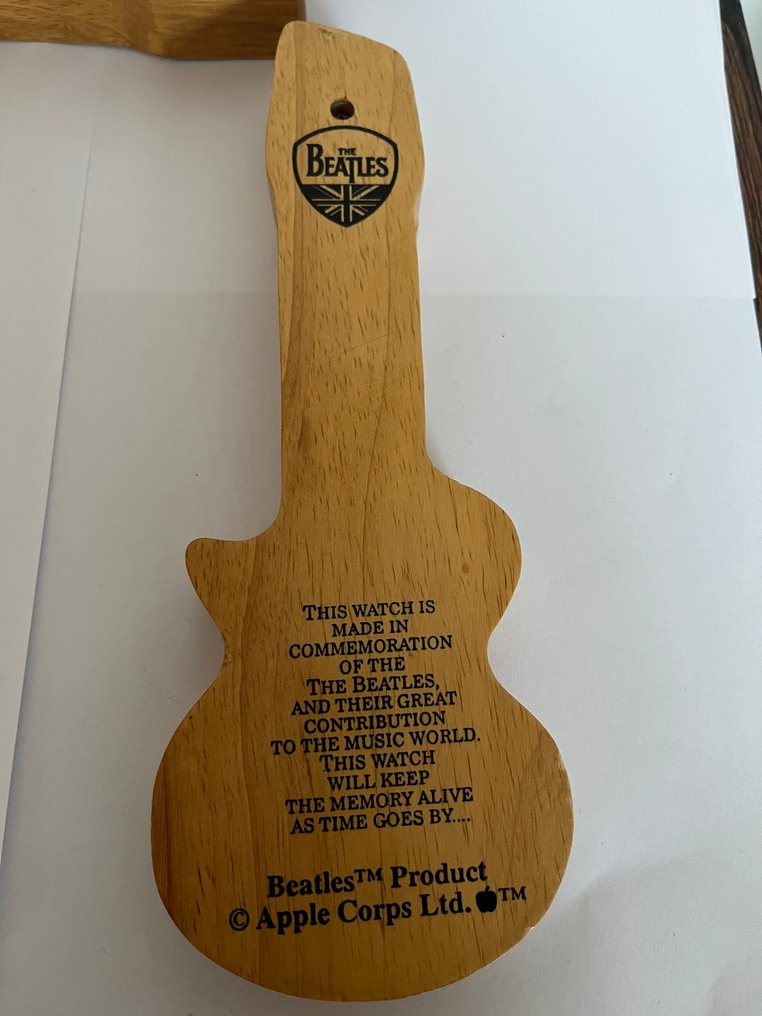 THE
BEATLES
THIS WATCH IS
MADE IN
COMMEMORATION
OF THE
THE BEATLES,
AND THEIR GREAT
CONTRIBUTION
TO THE MUSIC WORLD.
THIS WATCH
WILL KEEP
THE MEMORY ALIVE
AS TIME GOES BY....
Beatles™ Product
© Apple Corps Ltd. ™